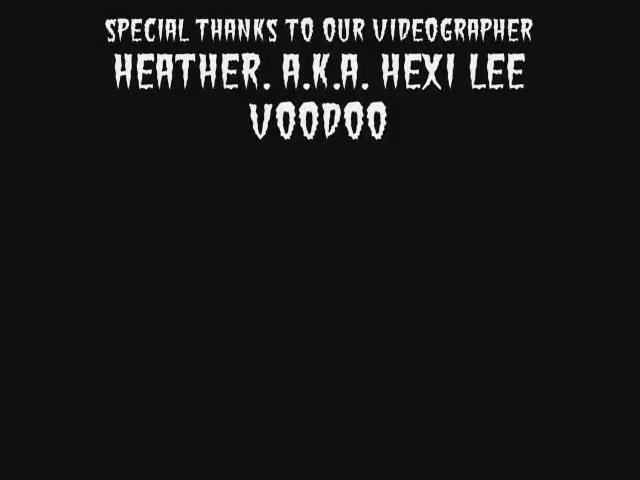 SPECIAL THANKS TO OUR VIDEOGRAPHER
HEATHER. A.K.A. HEXI LEE
VOODOO